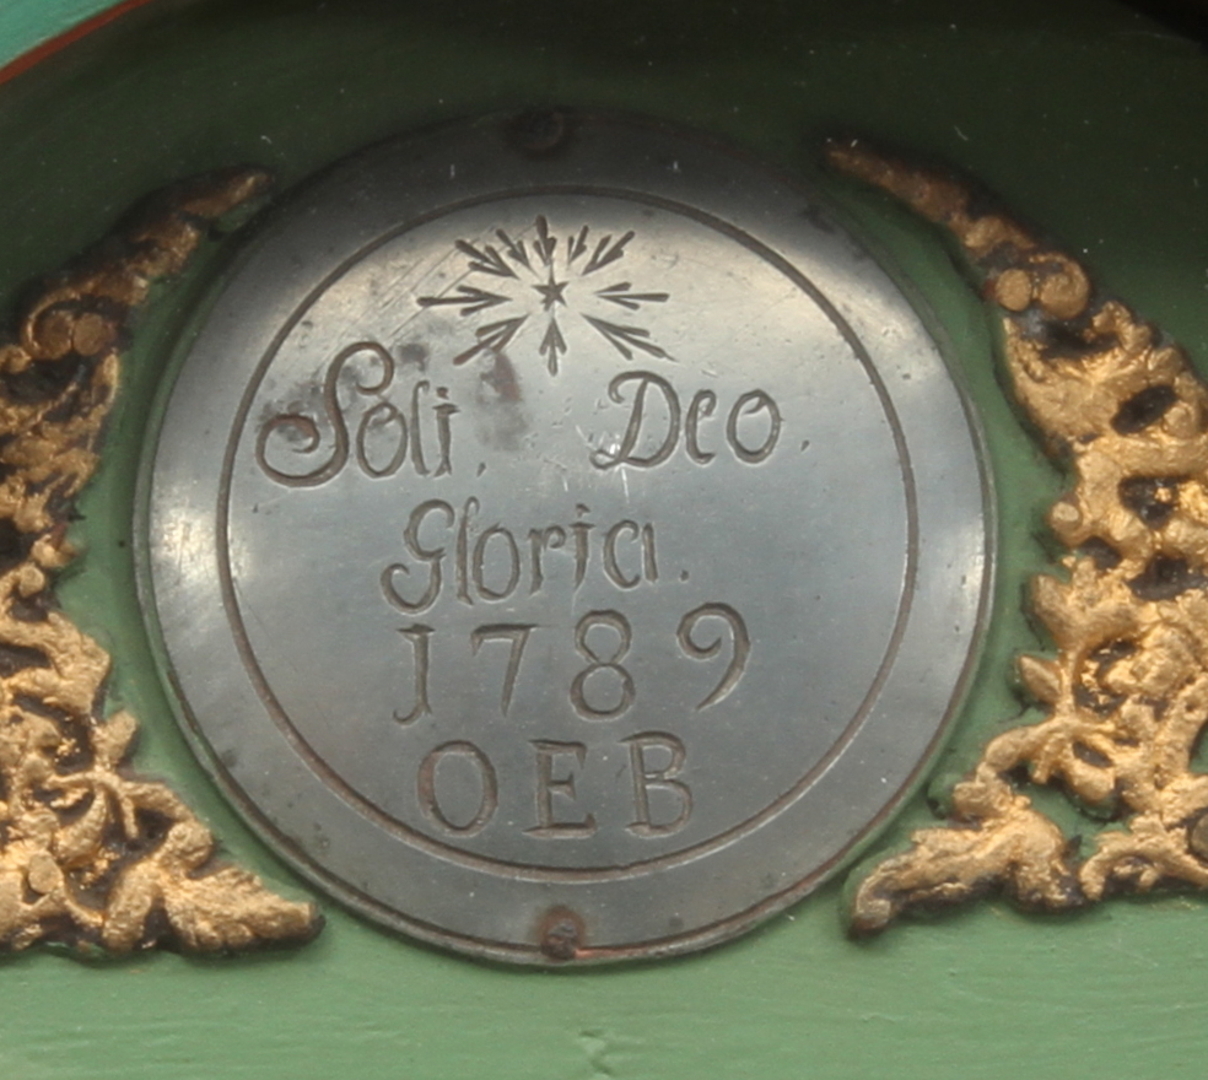 Soli. Deo.
Gloria.
1789
OEB